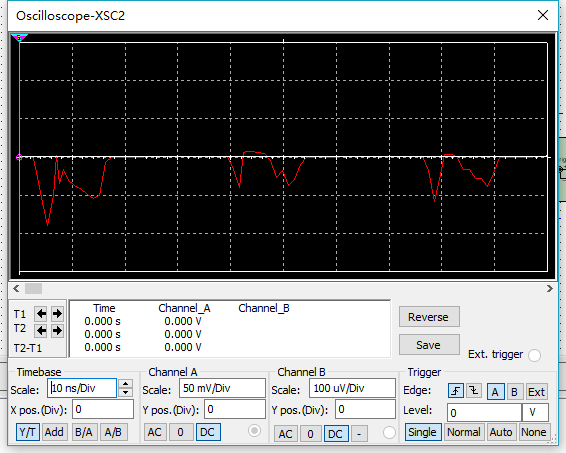 Oscilloscope-XSC2
Time Channel_A Channel_B
T1 0.000 s 0.000 V
T2 0.000 s 0.000 V
T2-T1 0.000 s 0.000 V
Reverse
Save
Ext. trigger
Timebase
Scale: 10 ns/Div
X pos.(Div): 0
Y/T Add B/A A/B
Channel A
Scale: 50 mV/Div
Y pos.(Div): 0
AC 0 DC
Channel B
Scale: 100 uV/Div
Y pos.(Div): 0
AC 0 DC -
Trigger
Edge: A B Ext
Level: 0 V
Single Normal Auto None